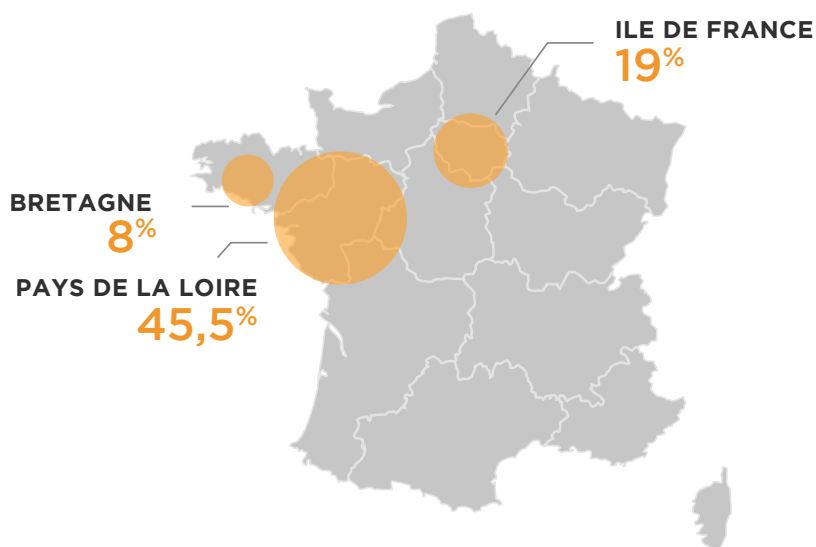 ILE DE FRANCE
19%
BRETAGNE
8%
PAYS DE LA LOIRE
45,5%